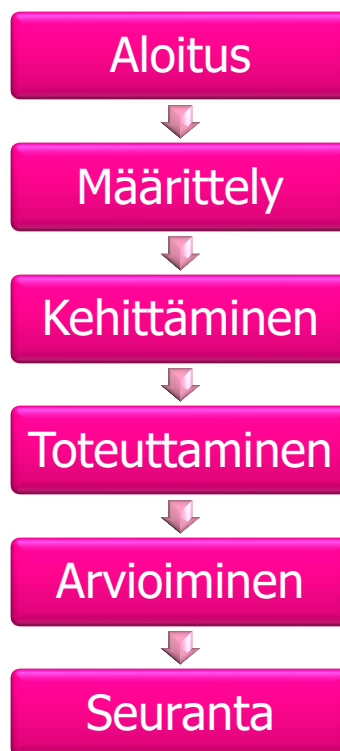 Aloitus
Määrittely
Kehittäminen
Toteuttaminen
Arvioiminen
Seuranta